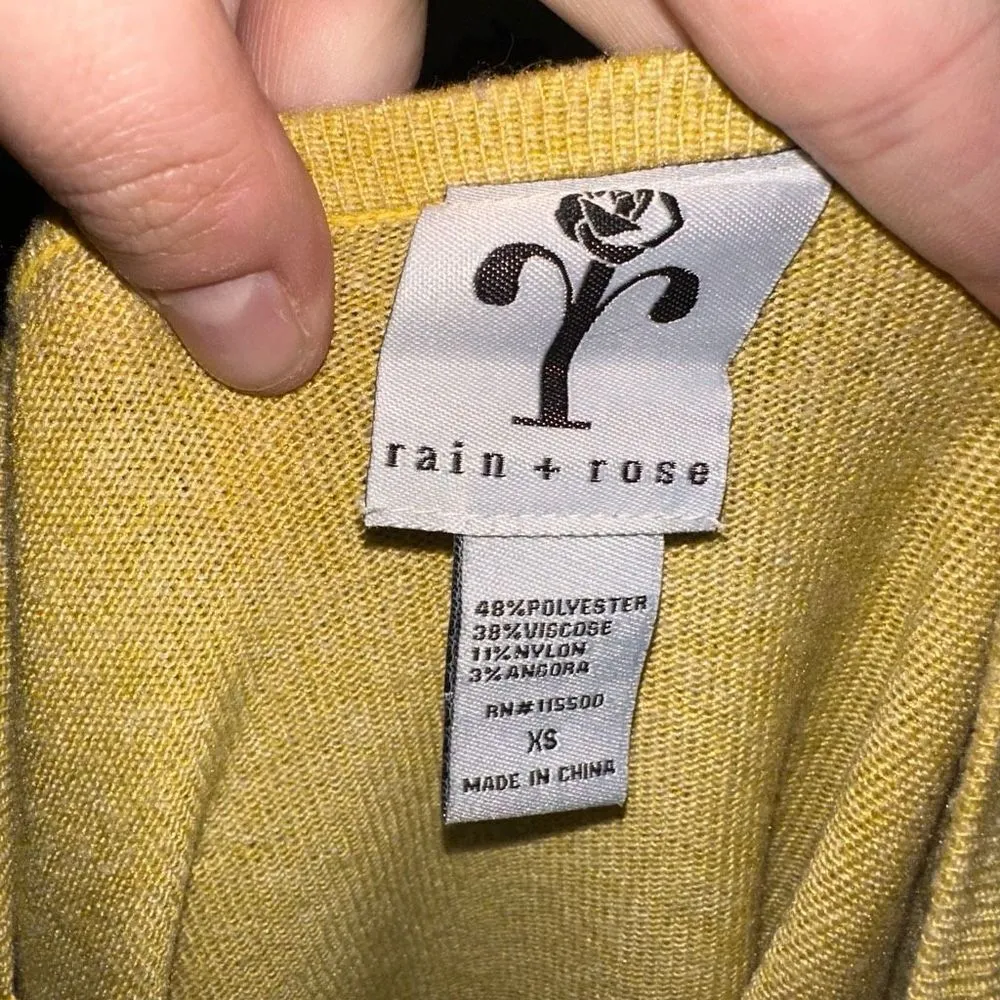 rain + rose
48%POLYESTER
38%VISCOSE
11%NYLON
3%ANGORA
RN#115500
XS
MADE IN CHINA